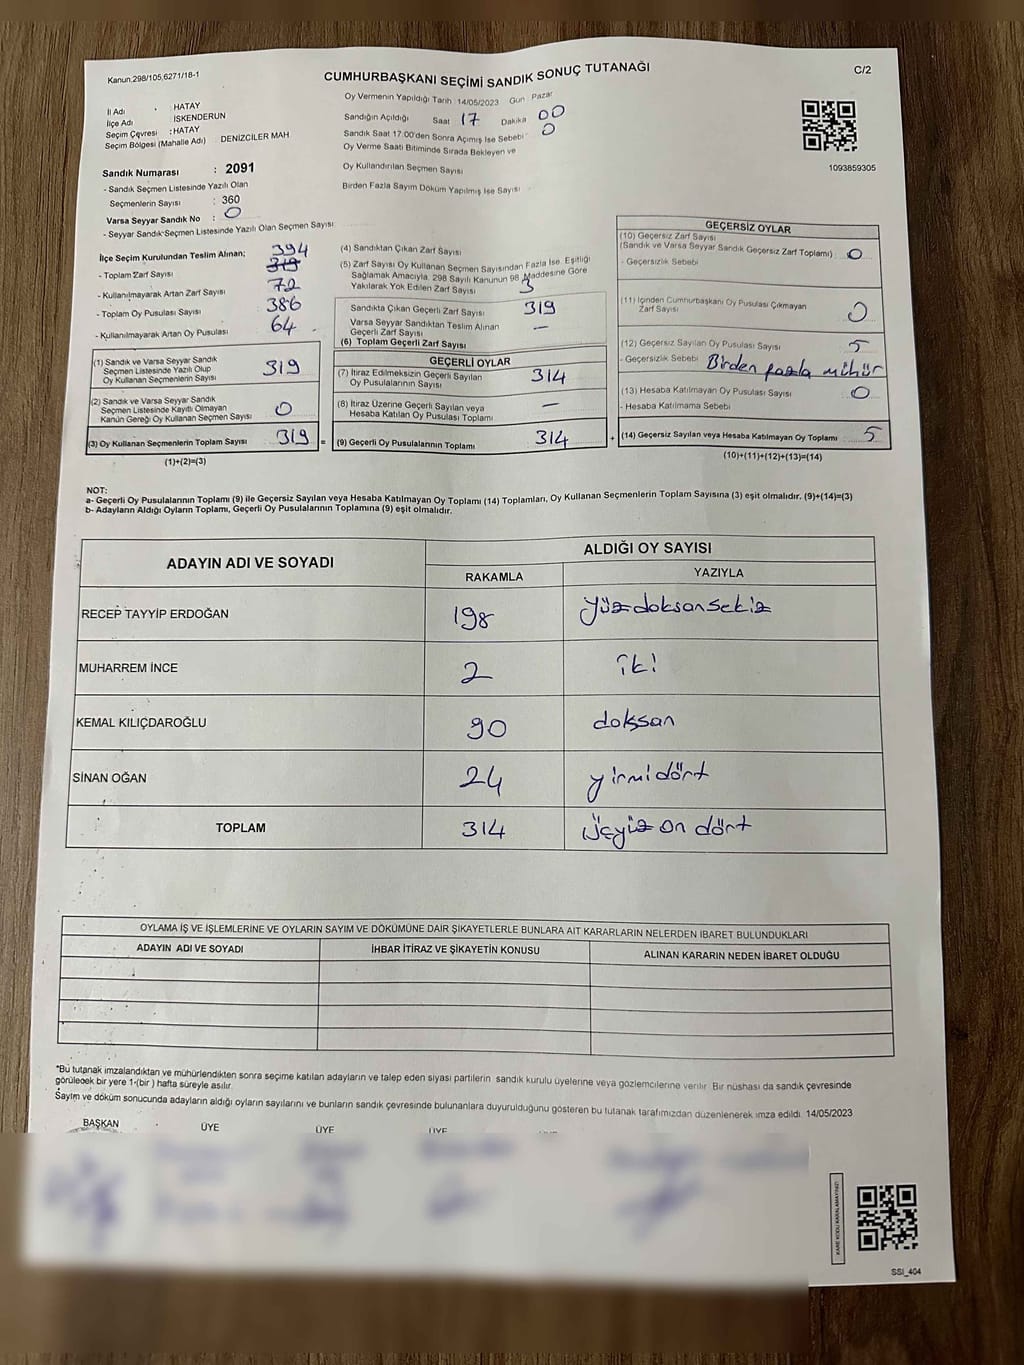 Kanun:298/105,6271/18-1
CUMHURBAŞKANI SEÇİMİ SANDIK SONUÇ TUTANAĞI
C/2
İl Adı : HATAY
İlçe Adı İSKENDERUN
Seçim Çevresi : HATAY
Seçim Bölgesi (Mahalle Adı) DENİZCİLER MAH
Oy Vermenin Yapıldığı Tarih 14/05/2023 Gün Pazar
Sandığın Açıldığı Saat 17 Dakika 00
Sandık Saat 17:00'den Sonra Açımış İse Sebebi 0
Oy Verme Saati Bitiminde Sırada Bekleyen ve
Oy Kullandırılan Seçmen Sayısı
Birden Fazla Sayım Döküm Yapılmış İse Sayısı
1093859305
Sandık Numarası : 2091
- Sandık Seçmen Listesinde Yazılı Olan
Seçmenlerin Sayısı : 360
Varsa Seyyar Sandık No : 0
- Seyyar Sandık Seçmen Listesinde Yazılı Olan Seçmen Sayısı
İlçe Seçim Kurulundan Teslim Alınan; 394
- Toplam Zarf Sayısı 319
- Kullanılmayarak Artan Zarf Sayısı 72
- Toplam Oy Pusulası Sayısı 386
- Kullanılmayarak Artan Oy Pusulası 64
(1) Sandık ve Varsa Seyyar Sandık
Seçmen Listesinde Yazılı Olup
Oy Kullanan Seçmenlerin Sayısı 319
(2) Sandık ve Varsa Seyyar Sandık
Seçmen Listesinde Kayıtlı Olmayan
Kanun Gereği Oy Kullanan Seçmen Sayısı 0
(3) Oy Kullanan Seçmenlerin Toplam Sayısı 319 =
(1)+(2)=(3)
(4) Sandıktan Çıkan Zarf Sayısı
(5) Zarf Sayısı Oy Kullanan Seçmen Sayısından Fazla İse, Eşitliği
Sağlamak Amacıyla, 298 Sayılı Kanunun 98 Maddesine Göre
Yakılarak Yok Edilen Zarf Sayısı 3
Sandıkta Çıkan Geçerli Zarf Sayısı 319
Varsa Seyyar Sandıktan Teslim Alınan
Geçerli Zarf Sayısı —
(6) Toplam Geçerli Zarf Sayısı
GEÇERLİ OYLAR
(7) İtiraz Edilmeksizin Geçerli Sayılan
Oy Pusulalarının Sayısı 314
(8) İtiraz Üzerine Geçerli Sayılan veya
Hesaba Katılan Oy Pusulası Toplamı —
(9) Geçerli Oy Pusulalarının Toplamı 314 +
GEÇERSİZ OYLAR
(10) Geçersiz Zarf Sayısı
(Sandık ve Varsa Seyyar Sandık Geçersiz Zarf Toplamı) 0
- Geçersizlik Sebebi
(11) İçinden Cumhurbaşkanı Oy Pusulası Çıkmayan
Zarf Sayısı 0
(12) Geçersiz Sayılan Oy Pusulası Sayısı 5
- Geçersizlik Sebebi Birden fazla mühür
(13) Hesaba Katılmayan Oy Pusulası Sayısı 0
- Hesaba Katılmama Sebebi
(14) Geçersiz Sayılan veya Hesaba Katılmayan Oy Toplamı 5
(10)+(11)+(12)+(13)=(14)
NOT:
a- Geçerli Oy Pusulalarının Toplamı (9) ile Geçersiz Sayılan veya Hesaba Katılmayan Oy Toplamı (14) Toplamları, Oy Kullanan Seçmenlerin Toplam Sayısına (3) eşit olmalıdır. (9)+(14)=(3)
b- Adayların Aldığı Oyların Toplamı, Geçerli Oy Pusulalarının Toplamına (9) eşit olmalıdır.
ADAYIN ADI VE SOYADI
ALDIĞI OY SAYISI
RAKAMLA YAZIYLA
RECEP TAYYİP ERDOĞAN 198 yüzdoksansekiz
MUHARREM İNCE 2 iki
KEMAL KILIÇDAROĞLU 90 dokssan
SİNAN OĞAN 24 yirmidört
TOPLAM 314 üçyüz on dört
OYLAMA İŞ VE İŞLEMLERİNE VE OYLARIN SAYIM VE DÖKÜMÜNE DAİR ŞİKAYETLERLE BUNLARA AİT KARARLARIN NELERDEN İBARET BULUNDUKLARI
ADAYIN ADI VE SOYADI İHBAR İTİRAZ VE ŞİKAYETİN KONUSU ALINAN KARARIN NEDEN İBARET OLDUĞU
*Bu tutanak imzalandıktan ve mühürlendikten sonra seçime katılan adayların ve talep eden siyasi partilerin sandık kurulu üyelerine veya gözlemcilerine verilir. Bir nüshası da sandık çevresinde
görülecek bir yere 1-(bir ) hafta süreyle asılır.
Sayım ve döküm sonucunda adayların aldığı oyların sayılarını ve bunların sandık çevresinde bulunanlara duyurulduğunu gösteren bu tutanak tarafımızdan düzenlenerek imza edildi. 14/05/2023
BAŞKAN ÜYE ÜYE ÜYE
KARE KODU KARALAMAYINIZ!
SSI_404